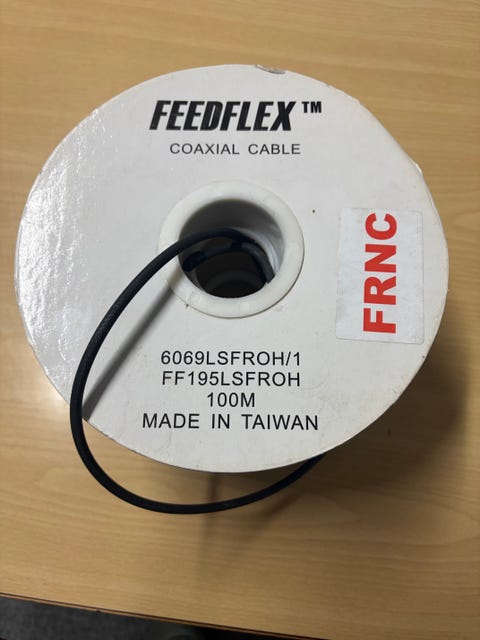 FEEDFLEX™
COAXIAL CABLE
FRNC
6069LSFROH/1
FF195LSFROH
100M
MADE IN TAIWAN